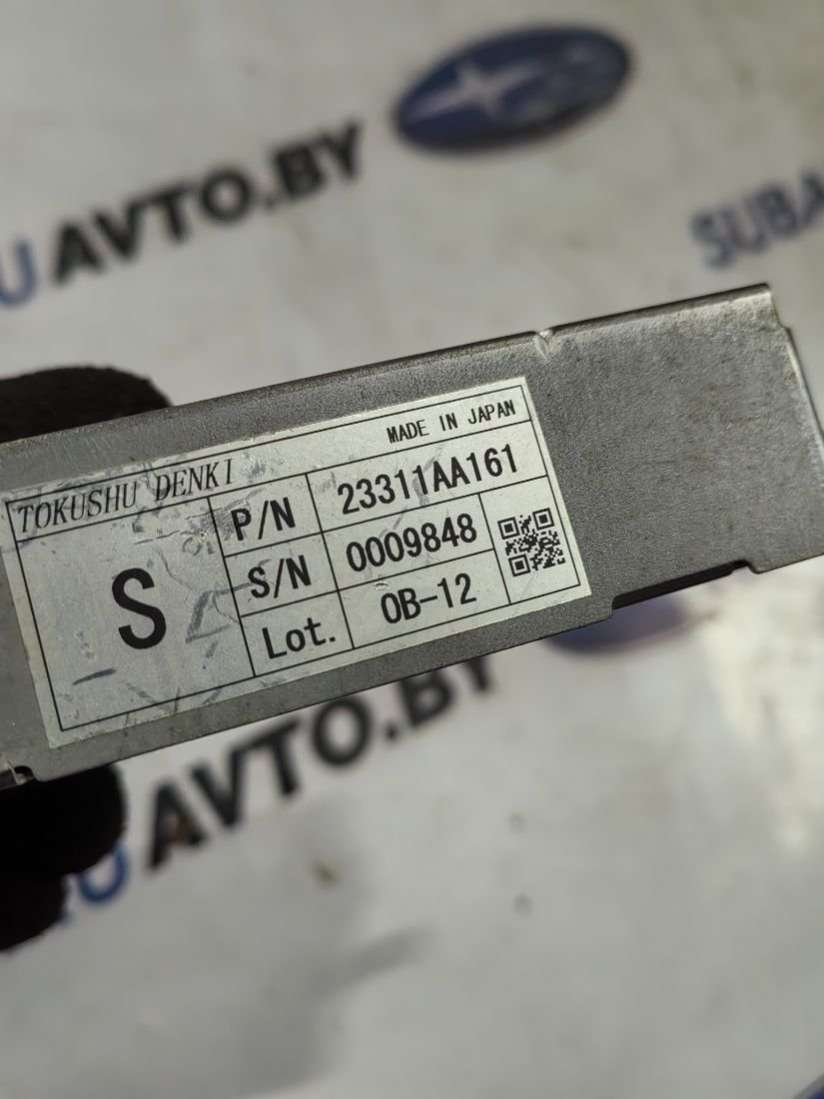 AVTO.BY
SUBA
MADE IN JAPAN
TOKUSHU DENKI
S
P/N 23311AA161
S/N 0009848
Lot. 0B-12
U AVTO.BY